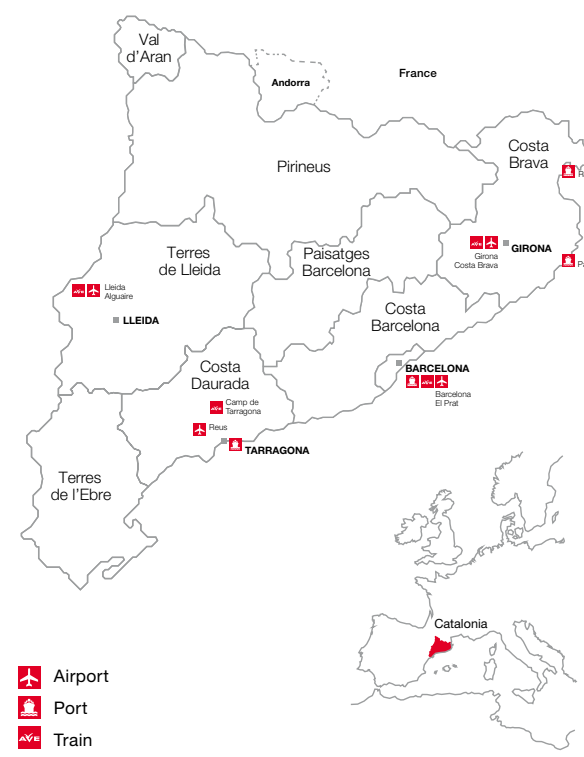 Val
d'Aran
Andorra
France
Costa
Brava
Pirineus
R
Terres
de Lleida
Paisatges
Barcelona
GIRONA
Girona
Costa Brava
Pa
Lleida
Alguaire
LLEIDA
Costa
Barcelona
Costa
Daurada
BARCELONA
Barcelona
El Prat
Camp de
Tarragona
Reus
TARRAGONA
Terres
de l'Ebre
Catalonia
Airport
Port
AVE Train